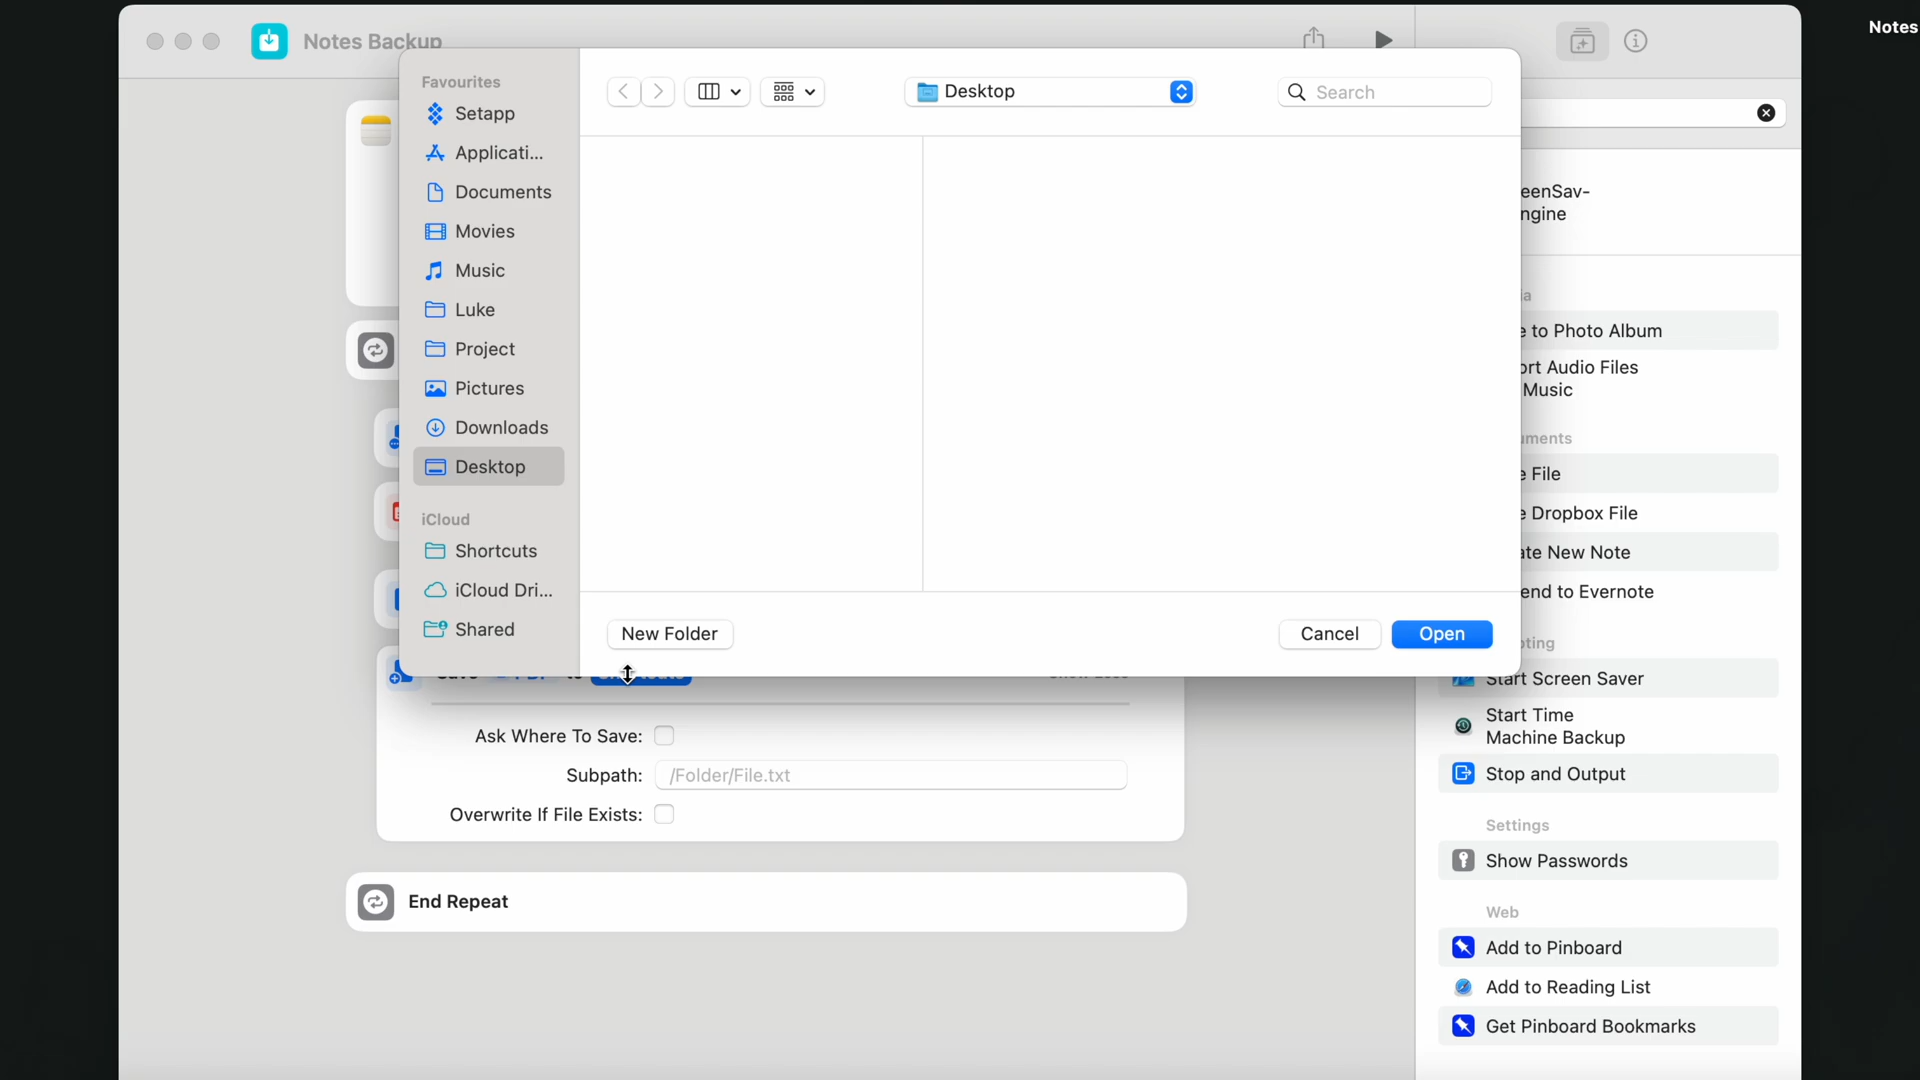 Notes
Notes Backup
Favourites
Setapp
Applicati...
Documents
Movies
Music
Luke
Project
Pictures
Downloads
Desktop
iCloud
Shortcuts
iCloud Dri...
Shared
Desktop
Search
New Folder
Cancel
Open
Ask Where To Save:
Subpath:
/Folder/File.txt
Overwrite If File Exists:
End Repeat
eenSav-
ngine
ia
e to Photo Album
ort Audio Files
Music
uments
e File
e Dropbox File
ate New Note
end to Evernote
oting
Start Screen Saver
Start Time
Machine Backup
Stop and Output
Settings
Show Passwords
Web
Add to Pinboard
Add to Reading List
Get Pinboard Bookmarks